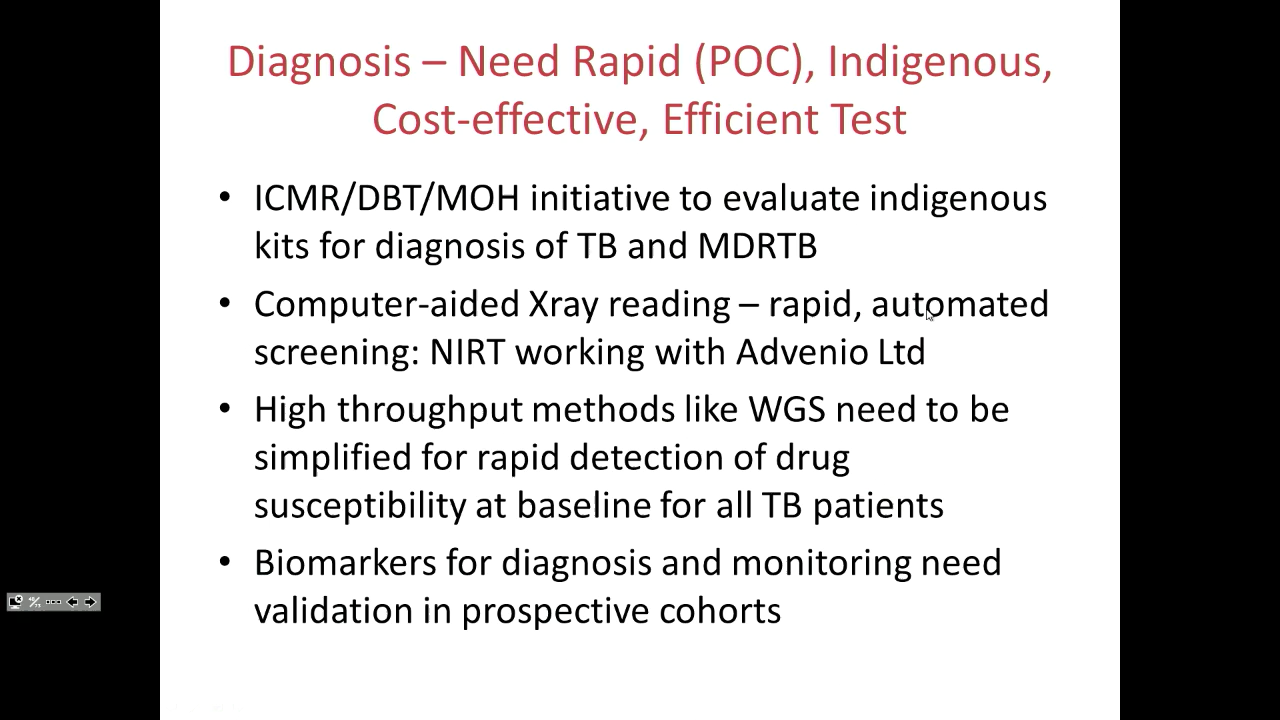 Diagnosis – Need Rapid (POC), Indigenous,
Cost-effective, Efficient Test
• ICMR/DBT/MOH initiative to evaluate indigenous
kits for diagnosis of TB and MDRTB
• Computer-aided Xray reading – rapid, automated
screening: NIRT working with Advenio Ltd
• High throughput methods like WGS need to be
simplified for rapid detection of drug
susceptibility at baseline for all TB patients
• Biomarkers for diagnosis and monitoring need
validation in prospective cohorts